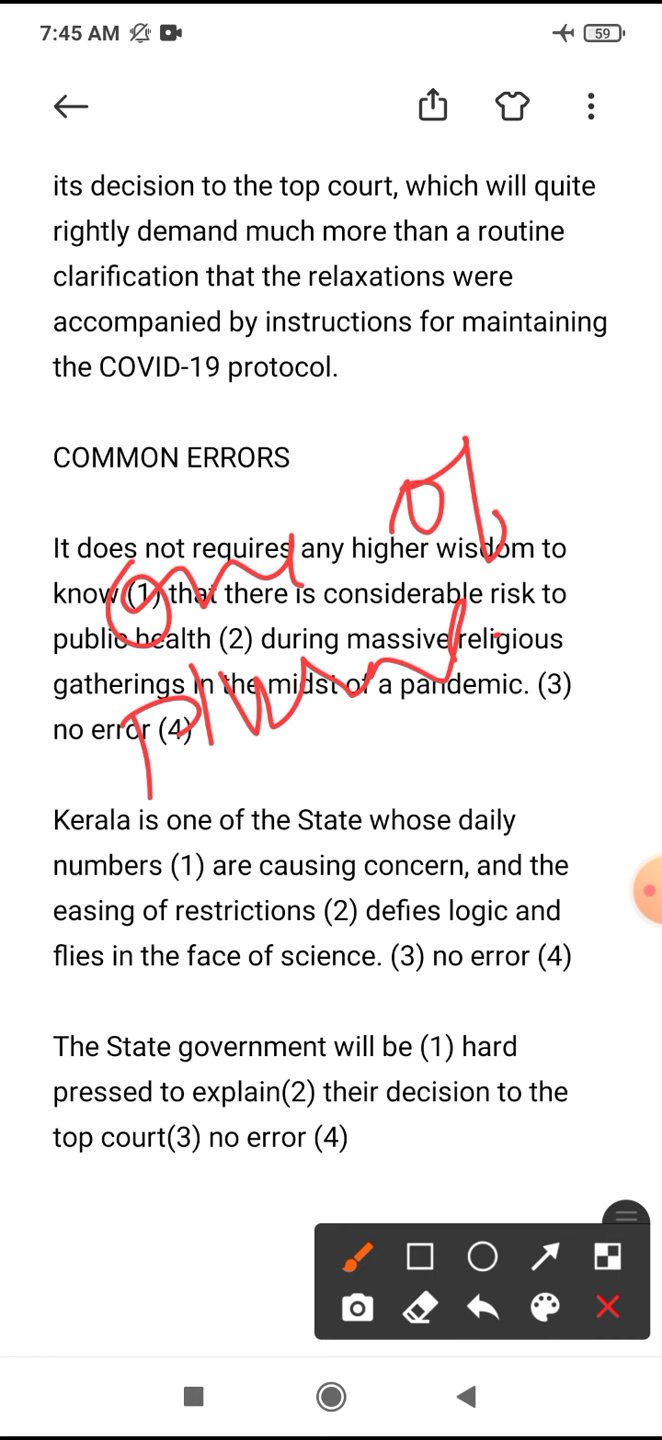 7:45 AM
59
its decision to the top court, which will quite
rightly demand much more than a routine
clarification that the relaxations were
accompanied by instructions for maintaining
the COVID-19 protocol.
COMMON ERRORS
one of
It does not requires any higher wisdom to
know (1) that there is considerable risk to
public health (2) during massive religious
gatherings in the midst of a pandemic. (3)
no error (4)
Plural
Kerala is one of the State whose daily
numbers (1) are causing concern, and the
easing of restrictions (2) defies logic and
flies in the face of science. (3) no error (4)
The State government will be (1) hard
pressed to explain(2) their decision to the
top court(3) no error (4)